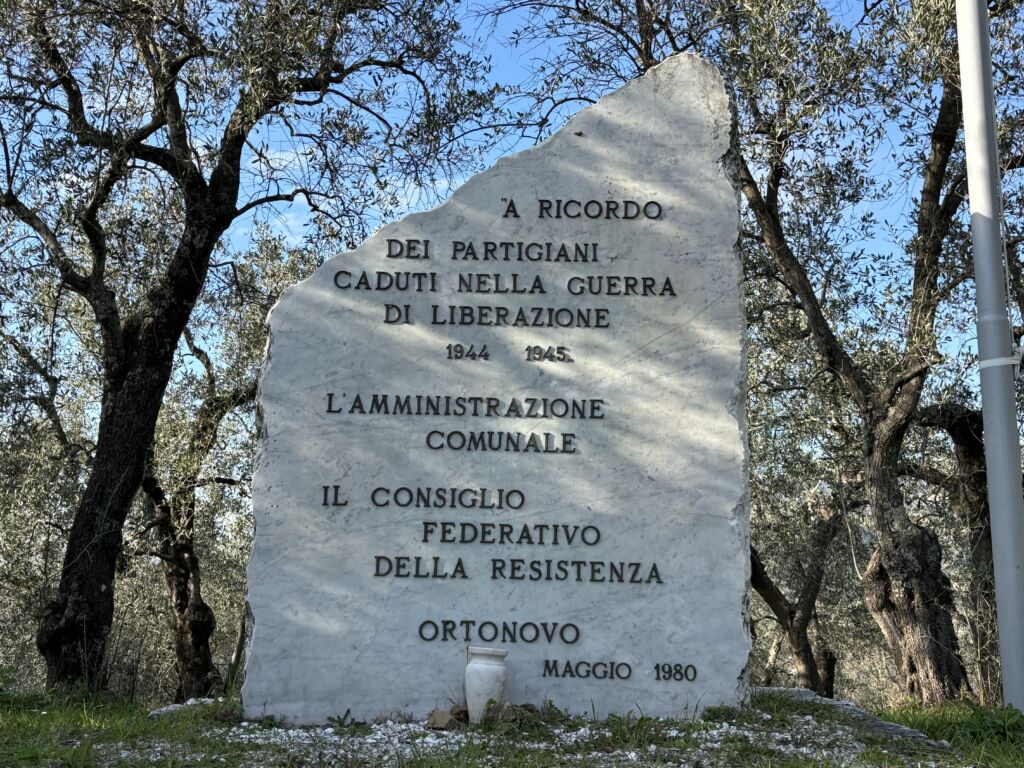 "A RICORDO
DEI PARTIGIANI
CADUTI NELLA GUERRA
DI LIBERAZIONE
1944 1945.
L'AMMINISTRAZIONE
COMUNALE
IL CONSIGLIO
FEDERATIVO
DELLA RESISTENZA
ORTONOVO
MAGGIO 1980